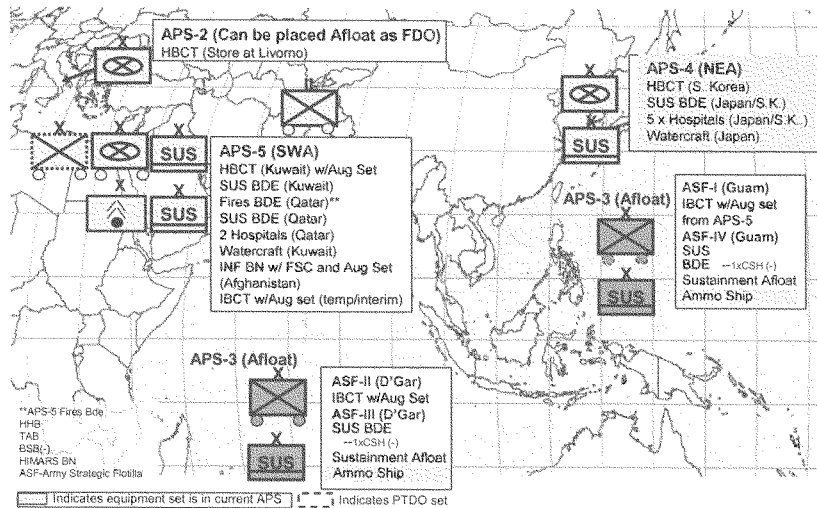 APS-2 (Can be placed Afloat as FDO)
HBCT (Store at Livorno)
APS-4 (NEA)
HBCT (S. Korea)
SUS BDE (Japan/S.K.)
5 x Hospitals (Japan/S.K..)
Watercraft (Japan)
SUS
SUS
SUS
SUS
APS-5 (SWA)
HBCT (Kuwait) w/Aug Set
SUS BDE (Kuwait)
Fires BDE (Qatar)**
SUS BDE (Qatar)
2 Hospitals (Qatar)
Watercraft (Kuwait)
INF BN w/ FSC and Aug Set
(Afghanistan)
IBCT w/Aug set (temp/interim)
APS-3 (Afloat)
SUS
ASF-I (Guam)
IBCT w/Aug set
from APS-5
ASF-IV (Guam)
SUS
BDE --1xCSH (-)
Sustainment Afloat
Ammo Ship
APS-3 (Afloat)
SUS
ASF-II (D'Gar)
IBCT w/Aug Set
ASF-III (D'Gar)
SUS BDE
--1xCSH (-)
Sustainment Afloat
Ammo Ship
**APS-5 Fires Bde
HHB
TAB
BSB(-)
HIMARS BN
ASF-Army Strategic Flotilla
Indicates equipment set is in current APS
Indicates PTDO set